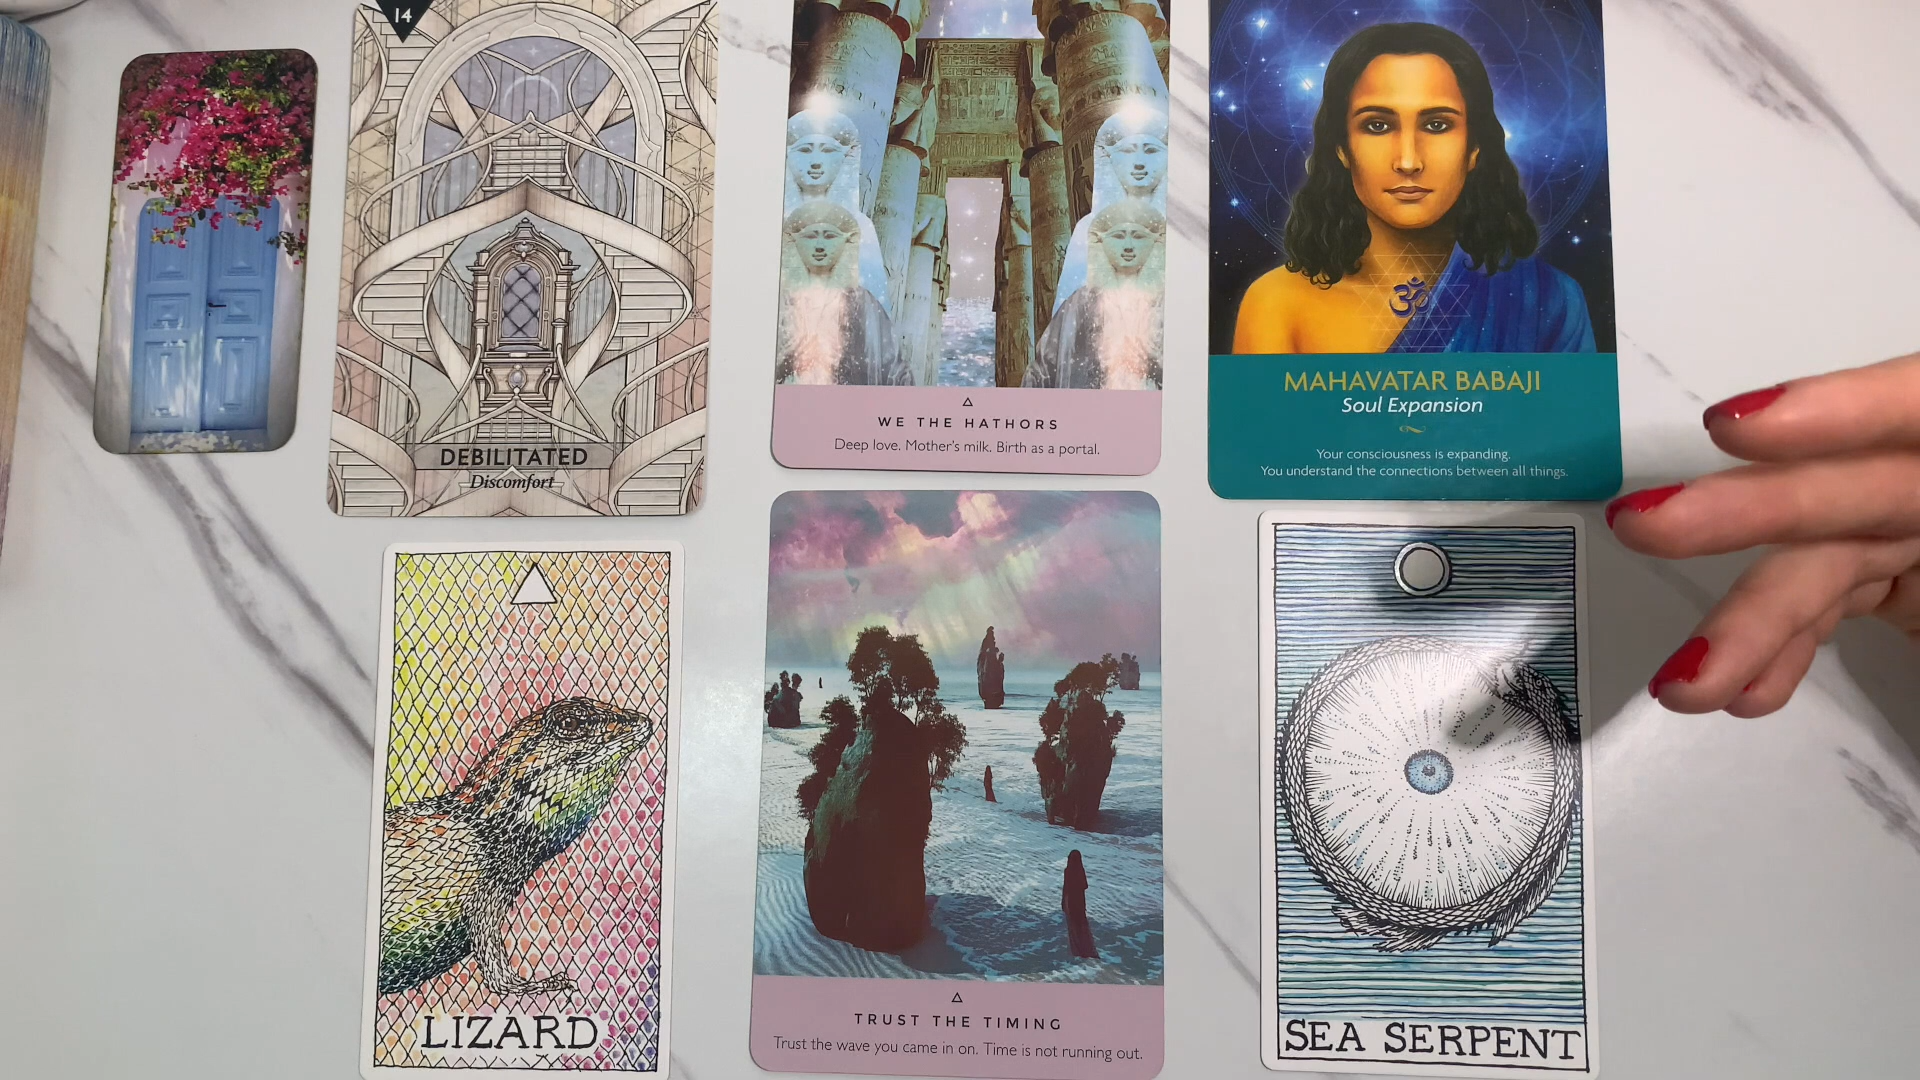 14
DEBILITATED
Discomfort
WE THE HATHORS
Deep love. Mother's milk. Birth as a portal.
MAHAVATAR BABAJI
Soul Expansion
Your consciousness is expanding.
You understand the connections between all things.
LIZARD
TRUST THE TIMING
Trust the wave you came in on. Time is not running out.
SEA SERPENT